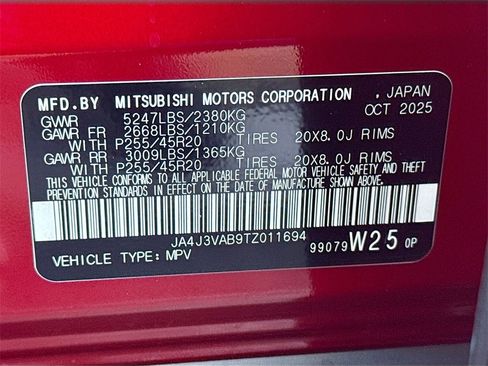 MFD.BY MITSUBISHI MOTORS CORPORATION . JAPAN
GVWR 5247LBS/2380KG OCT 2025
GAWR FR 2668LBS/1210KG
WITH P255/45R20 TIRES 20X8.0J RIMS
GAWR RR 3009LBS/1365KG
WITH P255/45R20 TIRES 20X8.0J RIMS
THIS VEHICLE CONFORMS TO ALL APPLICABLE FEDERAL
MOTOR VEHICLE SAFETY, BUMPER AND THEFT
PREVENTION STANDARDS IN EFFECT ON THE DATE OF MANUFACTURE SHOWN ABOVE.
JA4J3VAB9TZ011694
VEHICLE TYPE: MPV 99079 W25 OP